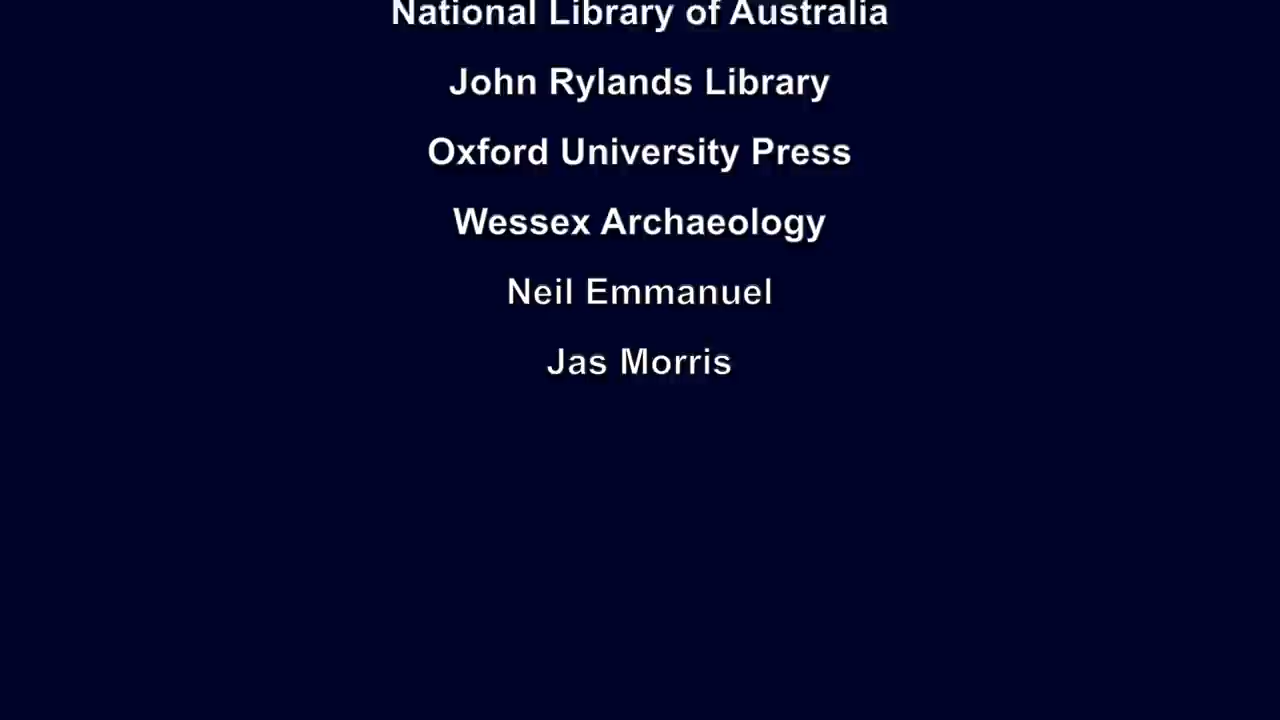 National Library of Australia
John Rylands Library
Oxford University Press
Wessex Archaeology
Neil Emmanuel
Jas Morris